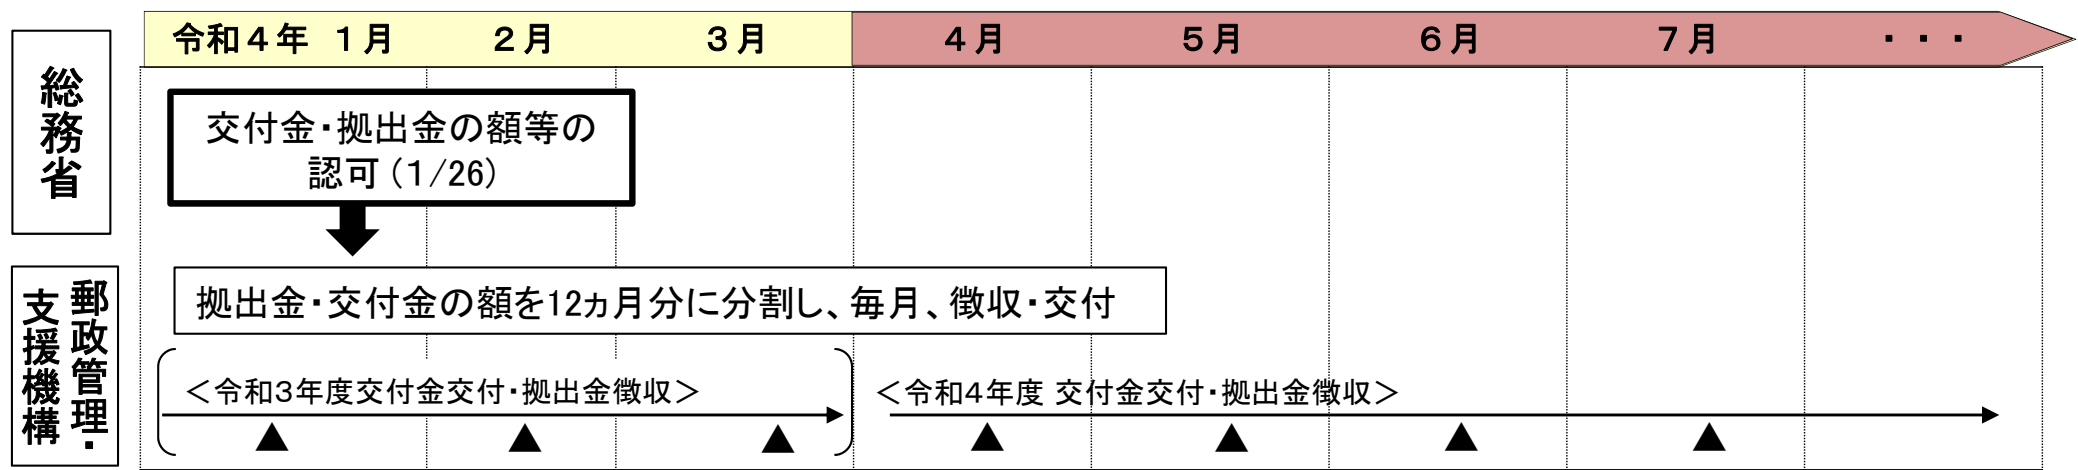 令和４年 １月 ２月 ３月 ４月 ５月 ６月 ７月 ・・・
総務省
交付金・拠出金の額等の
認可（１/26）
郵政管理・
支援機構
拠出金・交付金の額を12ヵ月分に分割し、毎月、徴収・交付
＜令和３年度交付金交付・拠出金徴収＞
＜令和４年度 交付金交付・拠出金徴収＞